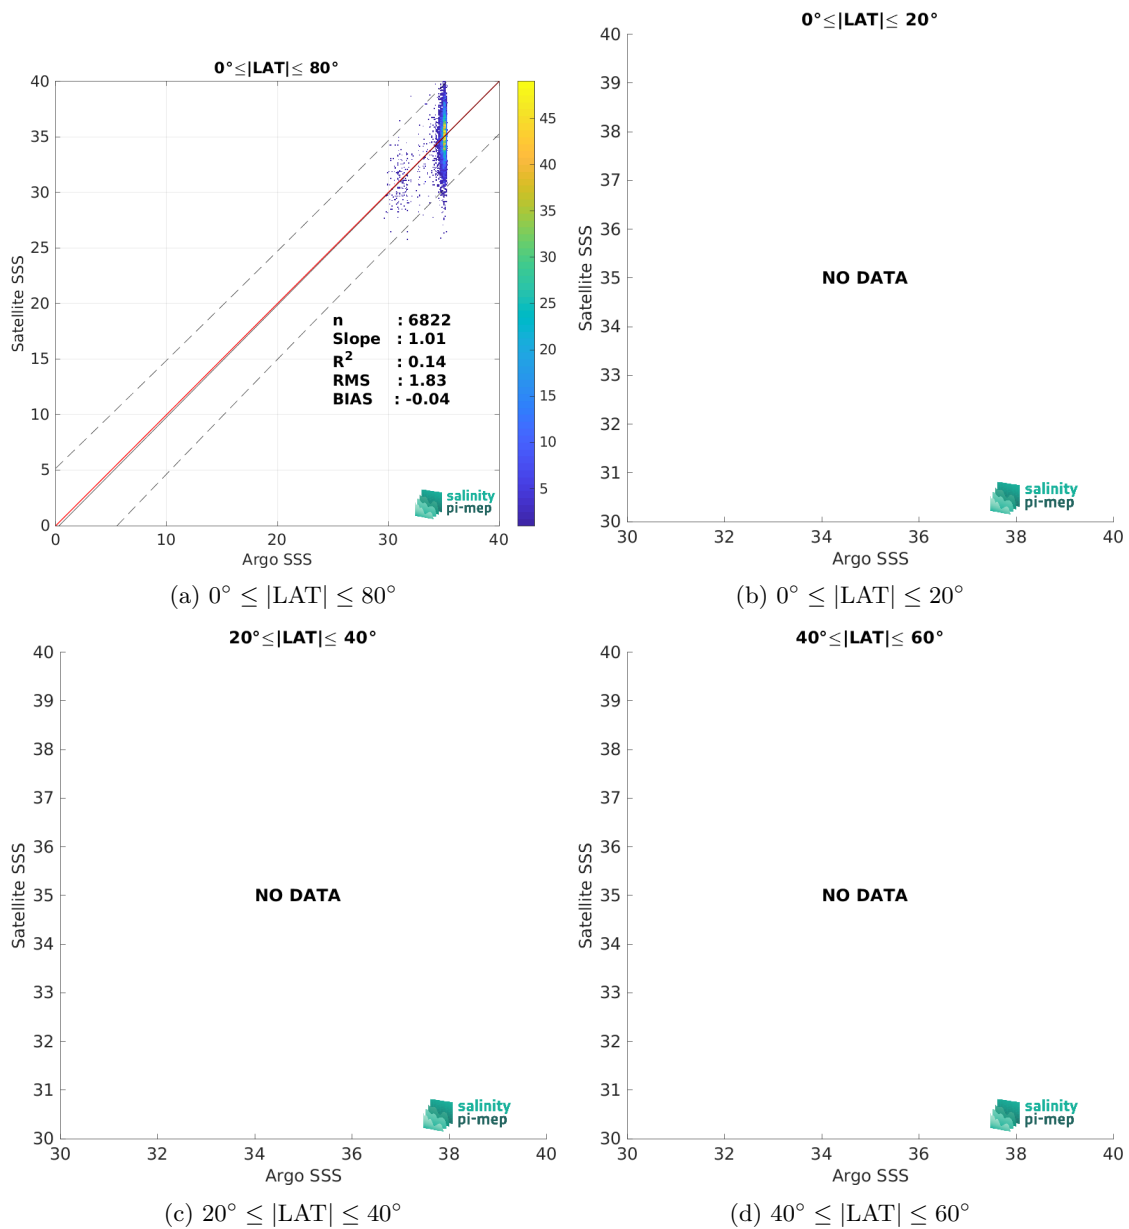 0°≤|LAT|≤ 80°
40
35
30
25
20
15
10
5
0
0
10
20
30
40
Satellite SSS
Argo SSS
n : 6822
Slope : 1.01
R² : 0.14
RMS : 1.83
BIAS : -0.04
45
40
35
30
25
20
15
10
5
salinity
pi-mep
(a) 0° ≤ |LAT| ≤ 80°
0°≤|LAT|≤ 20°
40
39
38
37
36
35
34
33
32
31
30
30
32
34
36
38
40
Satellite SSS
NO DATA
Argo SSS
salinity
pi-mep
(b) 0° ≤ |LAT| ≤ 20°
20°≤|LAT|≤ 40°
40
39
38
37
36
35
34
33
32
31
30
30
32
34
36
38
40
Satellite SSS
NO DATA
Argo SSS
salinity
pi-mep
(c) 20° ≤ |LAT| ≤ 40°
40°≤|LAT|≤ 60°
40
39
38
37
36
35
34
33
32
31
30
30
32
34
36
38
40
Satellite SSS
NO DATA
Argo SSS
salinity
pi-mep
(d) 40° ≤ |LAT| ≤ 60°